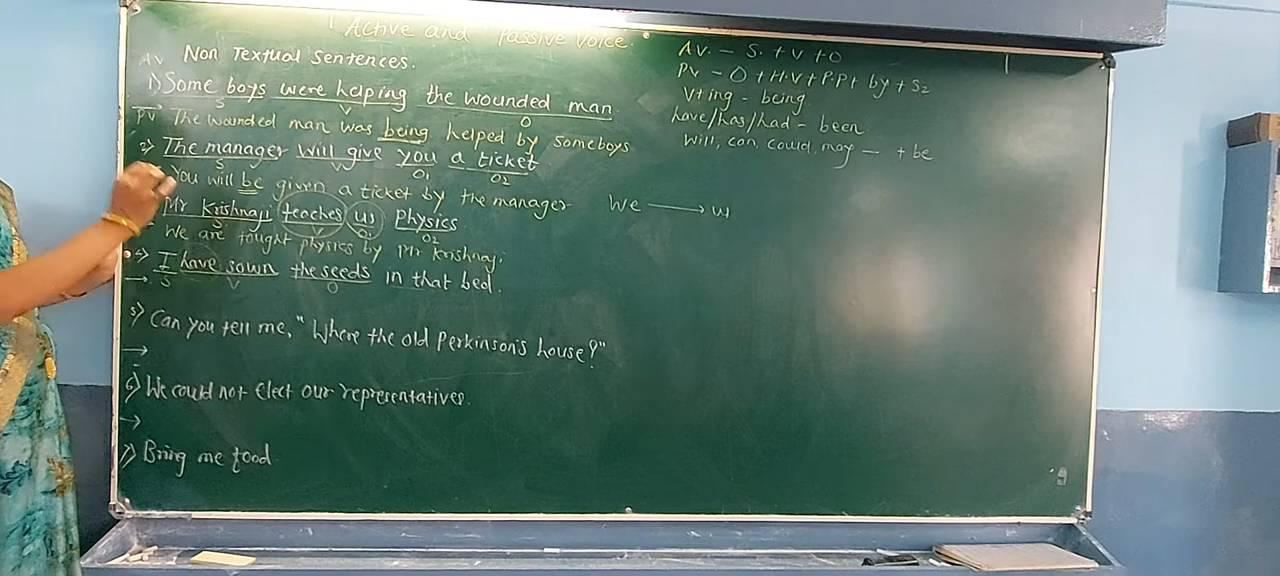 Active and Passive Voice.
AV Non Textual Sentences.
1) Some boys were helping the wounded man
S V O
PV The wounded man was being helped by someboys
2) The manager will give you a ticket
S V O1 O2
You will be given a ticket by the manager
Mr Krishnaji teaches us Physics
S V O1 O2
We are tought physics by Mr Krishnaj.
4) I have sown the seeds in that bed.
→ S V O
5) Can you tell me, "Where the old Perkinson's house?"
→
6) We could not Elect our representatives.
→
7) Bring me food
AV. - S. + V + O
PV - O + H.V + P.P + by + S2
V+ing - being
have/has/had - been
Will, can, could, may — + be
We → us